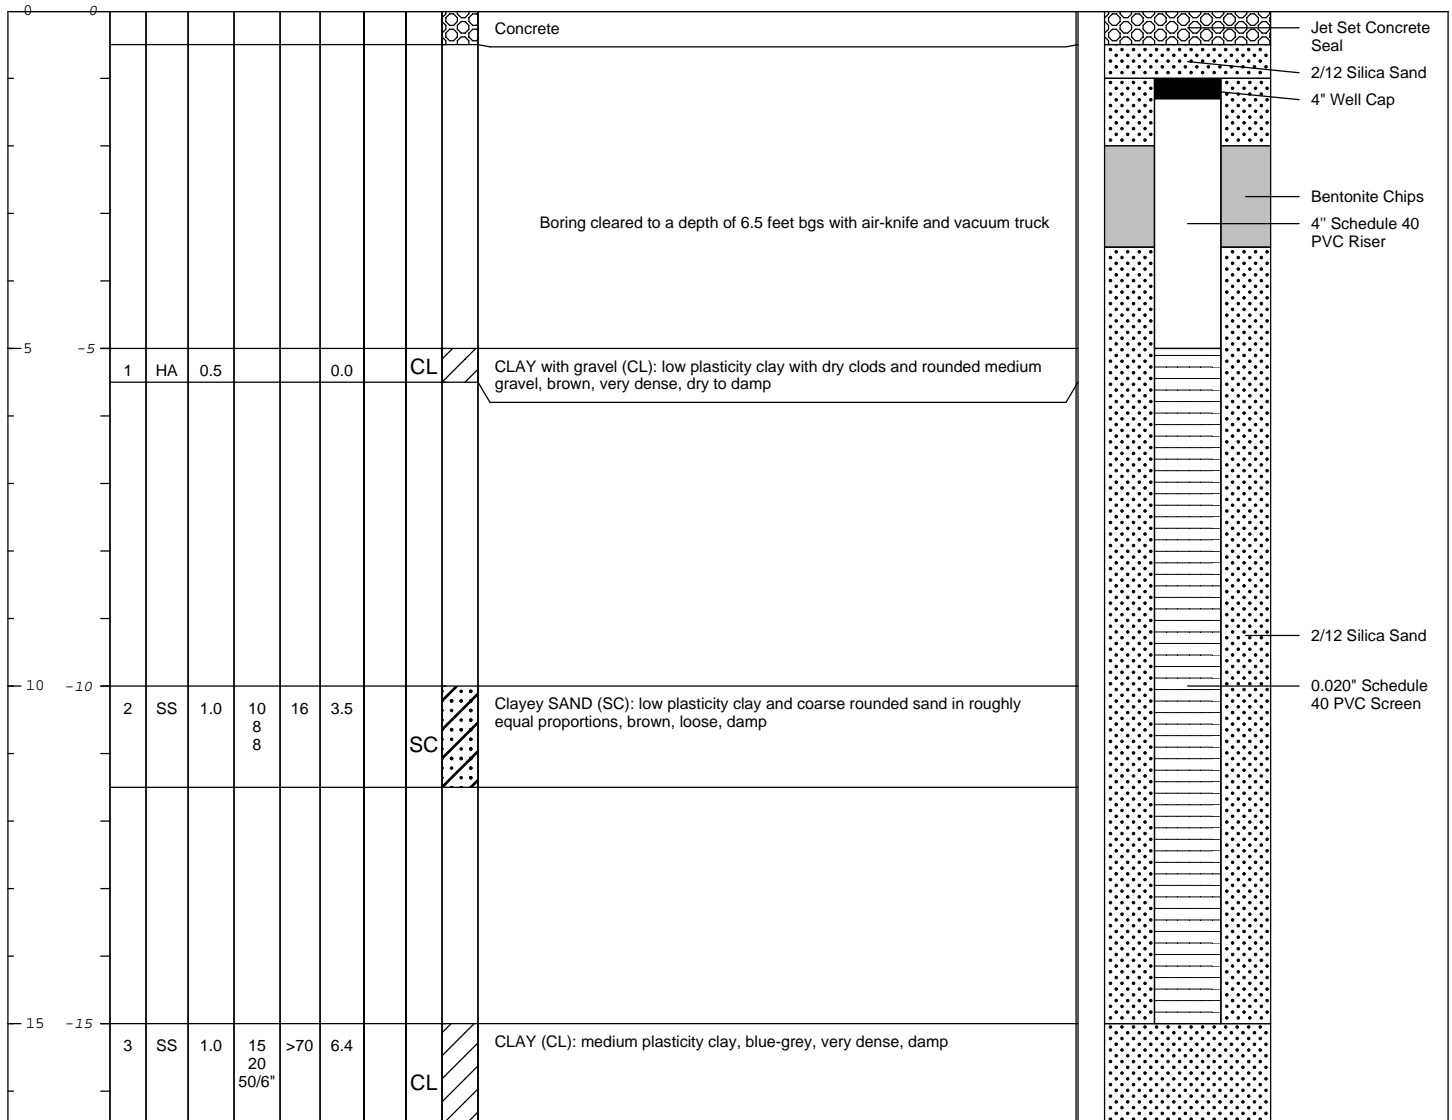 0 0
Concrete
Jet Set Concrete
Seal
2/12 Silica Sand
4" Well Cap
Bentonite Chips
Boring cleared to a depth of 6.5 feet bgs with air-knife and vacuum truck
4" Schedule 40
PVC Riser
5 -5
1 HA 0.5 0.0 CL
CLAY with gravel (CL): low plasticity clay with dry clods and rounded medium
gravel, brown, very dense, dry to damp
2/12 Silica Sand
10 -10
0.020" Schedule
40 PVC Screen
2 SS 1.0 10 16 3.5
8
8
SC
Clayey SAND (SC): low plasticity clay and coarse rounded sand in roughly
equal proportions, brown, loose, damp
15 -15
3 SS 1.0 15 >70 6.4
20
50/6"
CL
CLAY (CL): medium plasticity clay, blue-grey, very dense, damp